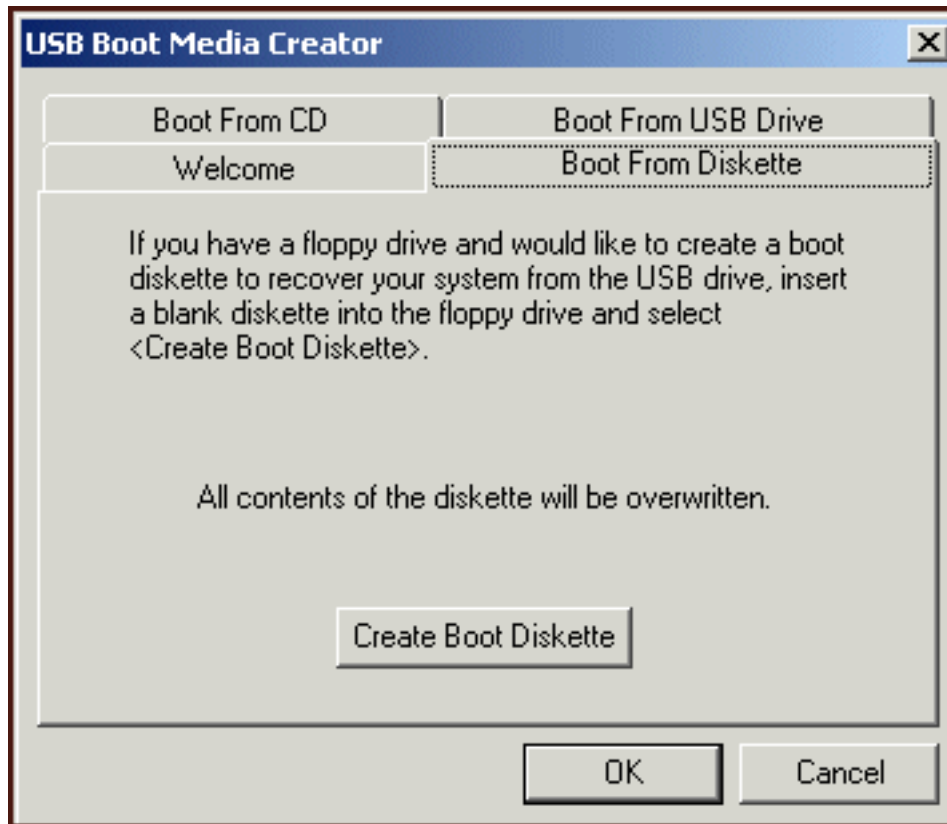 USB Boot Media Creator
Boot From CD
Boot From USB Drive
Welcome
Boot From Diskette
If you have a floppy drive and would like to create a boot
diskette to recover your system from the USB drive, insert
a blank diskette into the floppy drive and select
<Create Boot Diskette>.
All contents of the diskette will be overwritten.
Create Boot Diskette
OK
Cancel